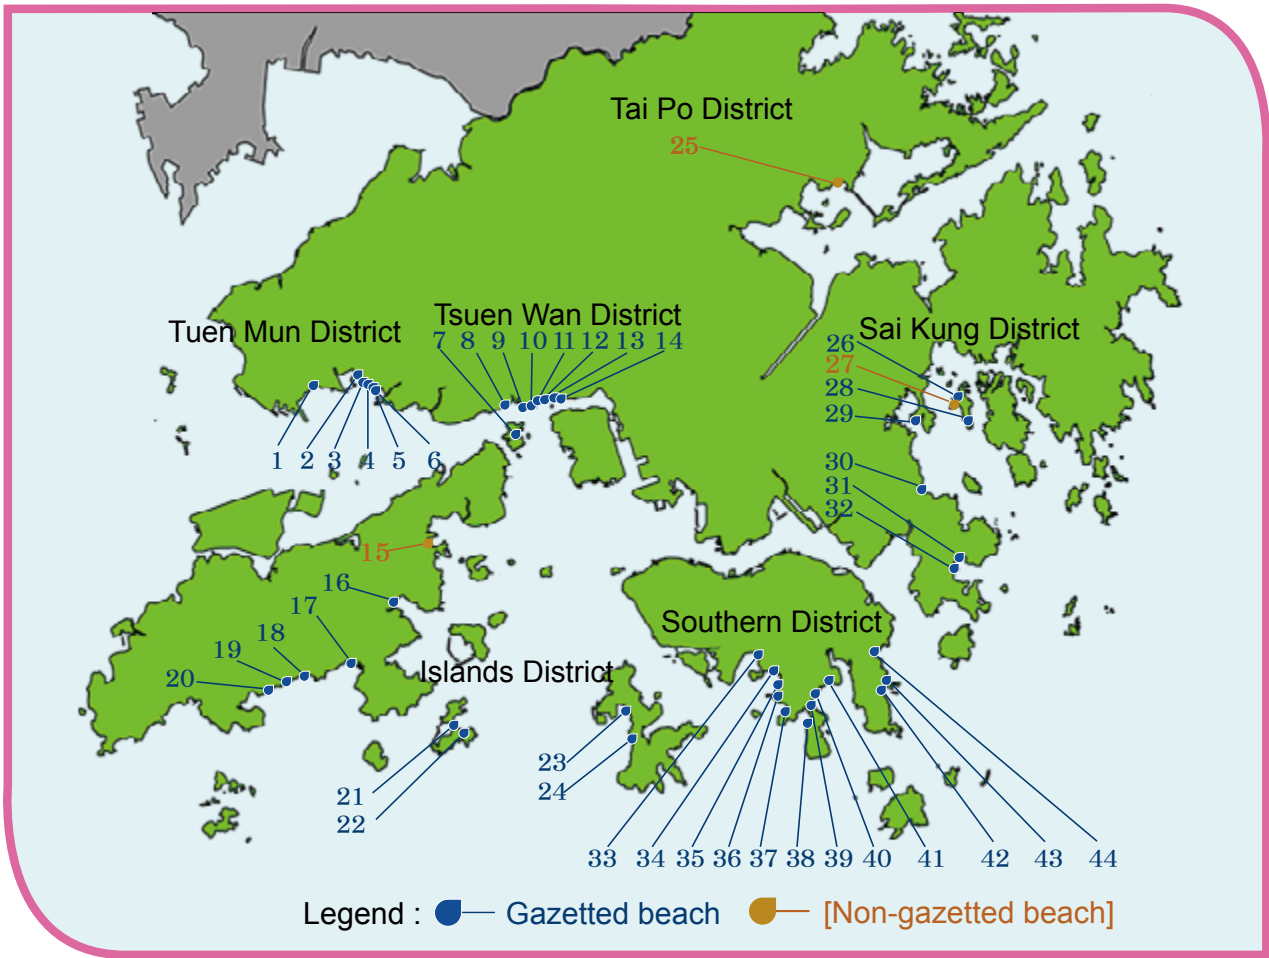 Tai Po District
25
Tuen Mun District
Tsuen Wan District
7 8 9 10 11 12 13 14
Sai Kung District
26
27
28
29
1 2 3 4 5 6
30
31
32
15
16
17
18
19
20
Southern District
Islands District
21
22
23
24
33 34 35 36 37 38 39 40 41 42 43 44
Legend : Gazetted beach [Non-gazetted beach]